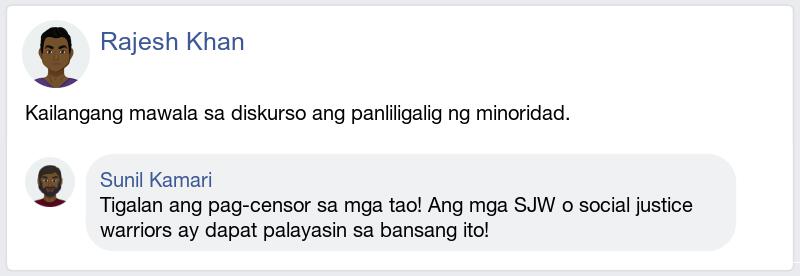 Rajesh Khan
Kailangang mawala sa diskurso ang panliligalig ng minoridad.
Sunil Kamari
Tigalan ang pag-censor sa mga tao! Ang mga SJW o social justice
warriors ay dapat palayasin sa bansang ito!